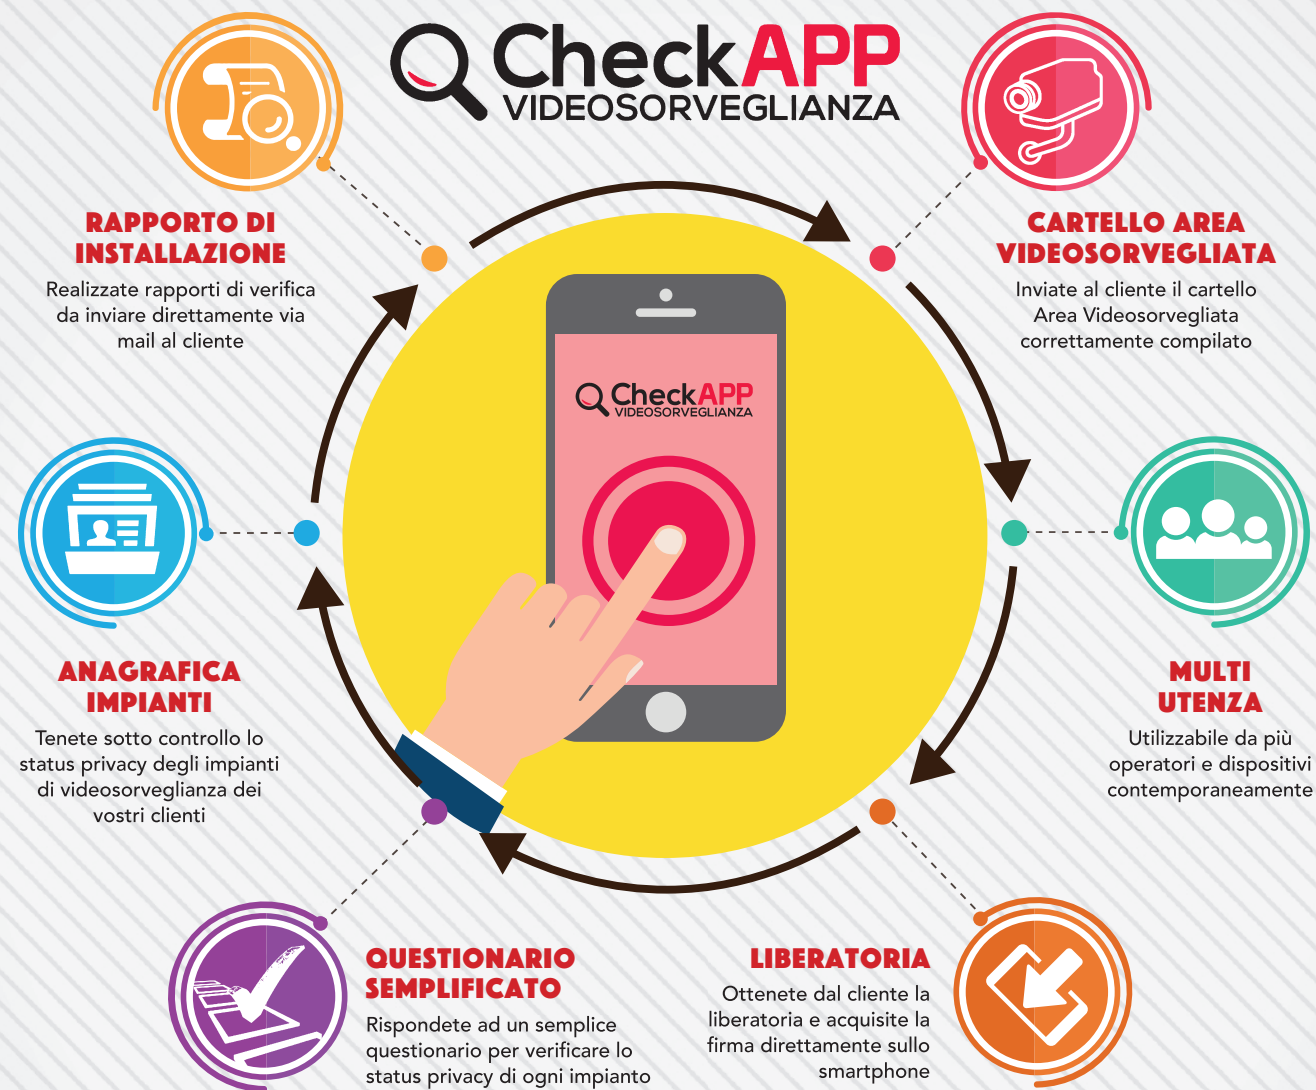 CheckAPP
VIDEOSORVEGLIANZA
RAPPORTO DI
INSTALLAZIONE
Realizzate rapporti di verifica
da inviare direttamente via
mail al cliente
CARTELLO AREA
VIDEOSORVEGLIATA
Inviate al cliente il cartello
Area Videosorvegliata
correttamente compilato
CheckAPP
VIDEOSORVEGLIANZA
ANAGRAFICA
IMPIANTI
Tenete sotto controllo lo
status privacy degli impianti
di videosorveglianza dei
vostri clienti
MULTI
UTENZA
Utilizzabile da più
operatori e dispositivi
contemporaneamente
QUESTIONARIO
SEMPLIFICATO
Rispondete ad un semplice
questionario per verificare lo
status privacy di ogni impianto
LIBERATORIA
Ottenete dal cliente la
liberatoria e acquisite la
firma direttamente sullo
smartphone